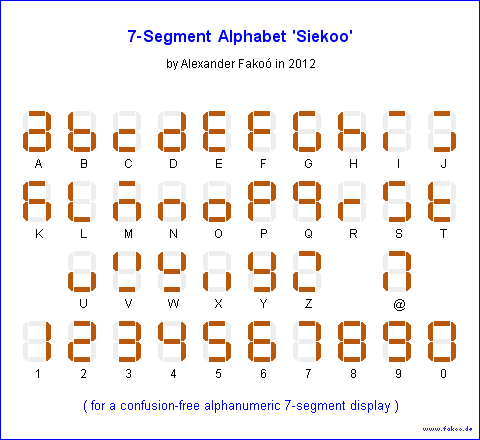 7-Segment Alphabet 'Siekoo'
by Alexander Fakoó in 2012
A B C D E F G H I J
K L M N O P Q R S T
U V W X Y Z @
1 2 3 4 5 6 7 8 9 0
( for a confusion-free alphanumeric 7-segment display )
www.fakoo.de